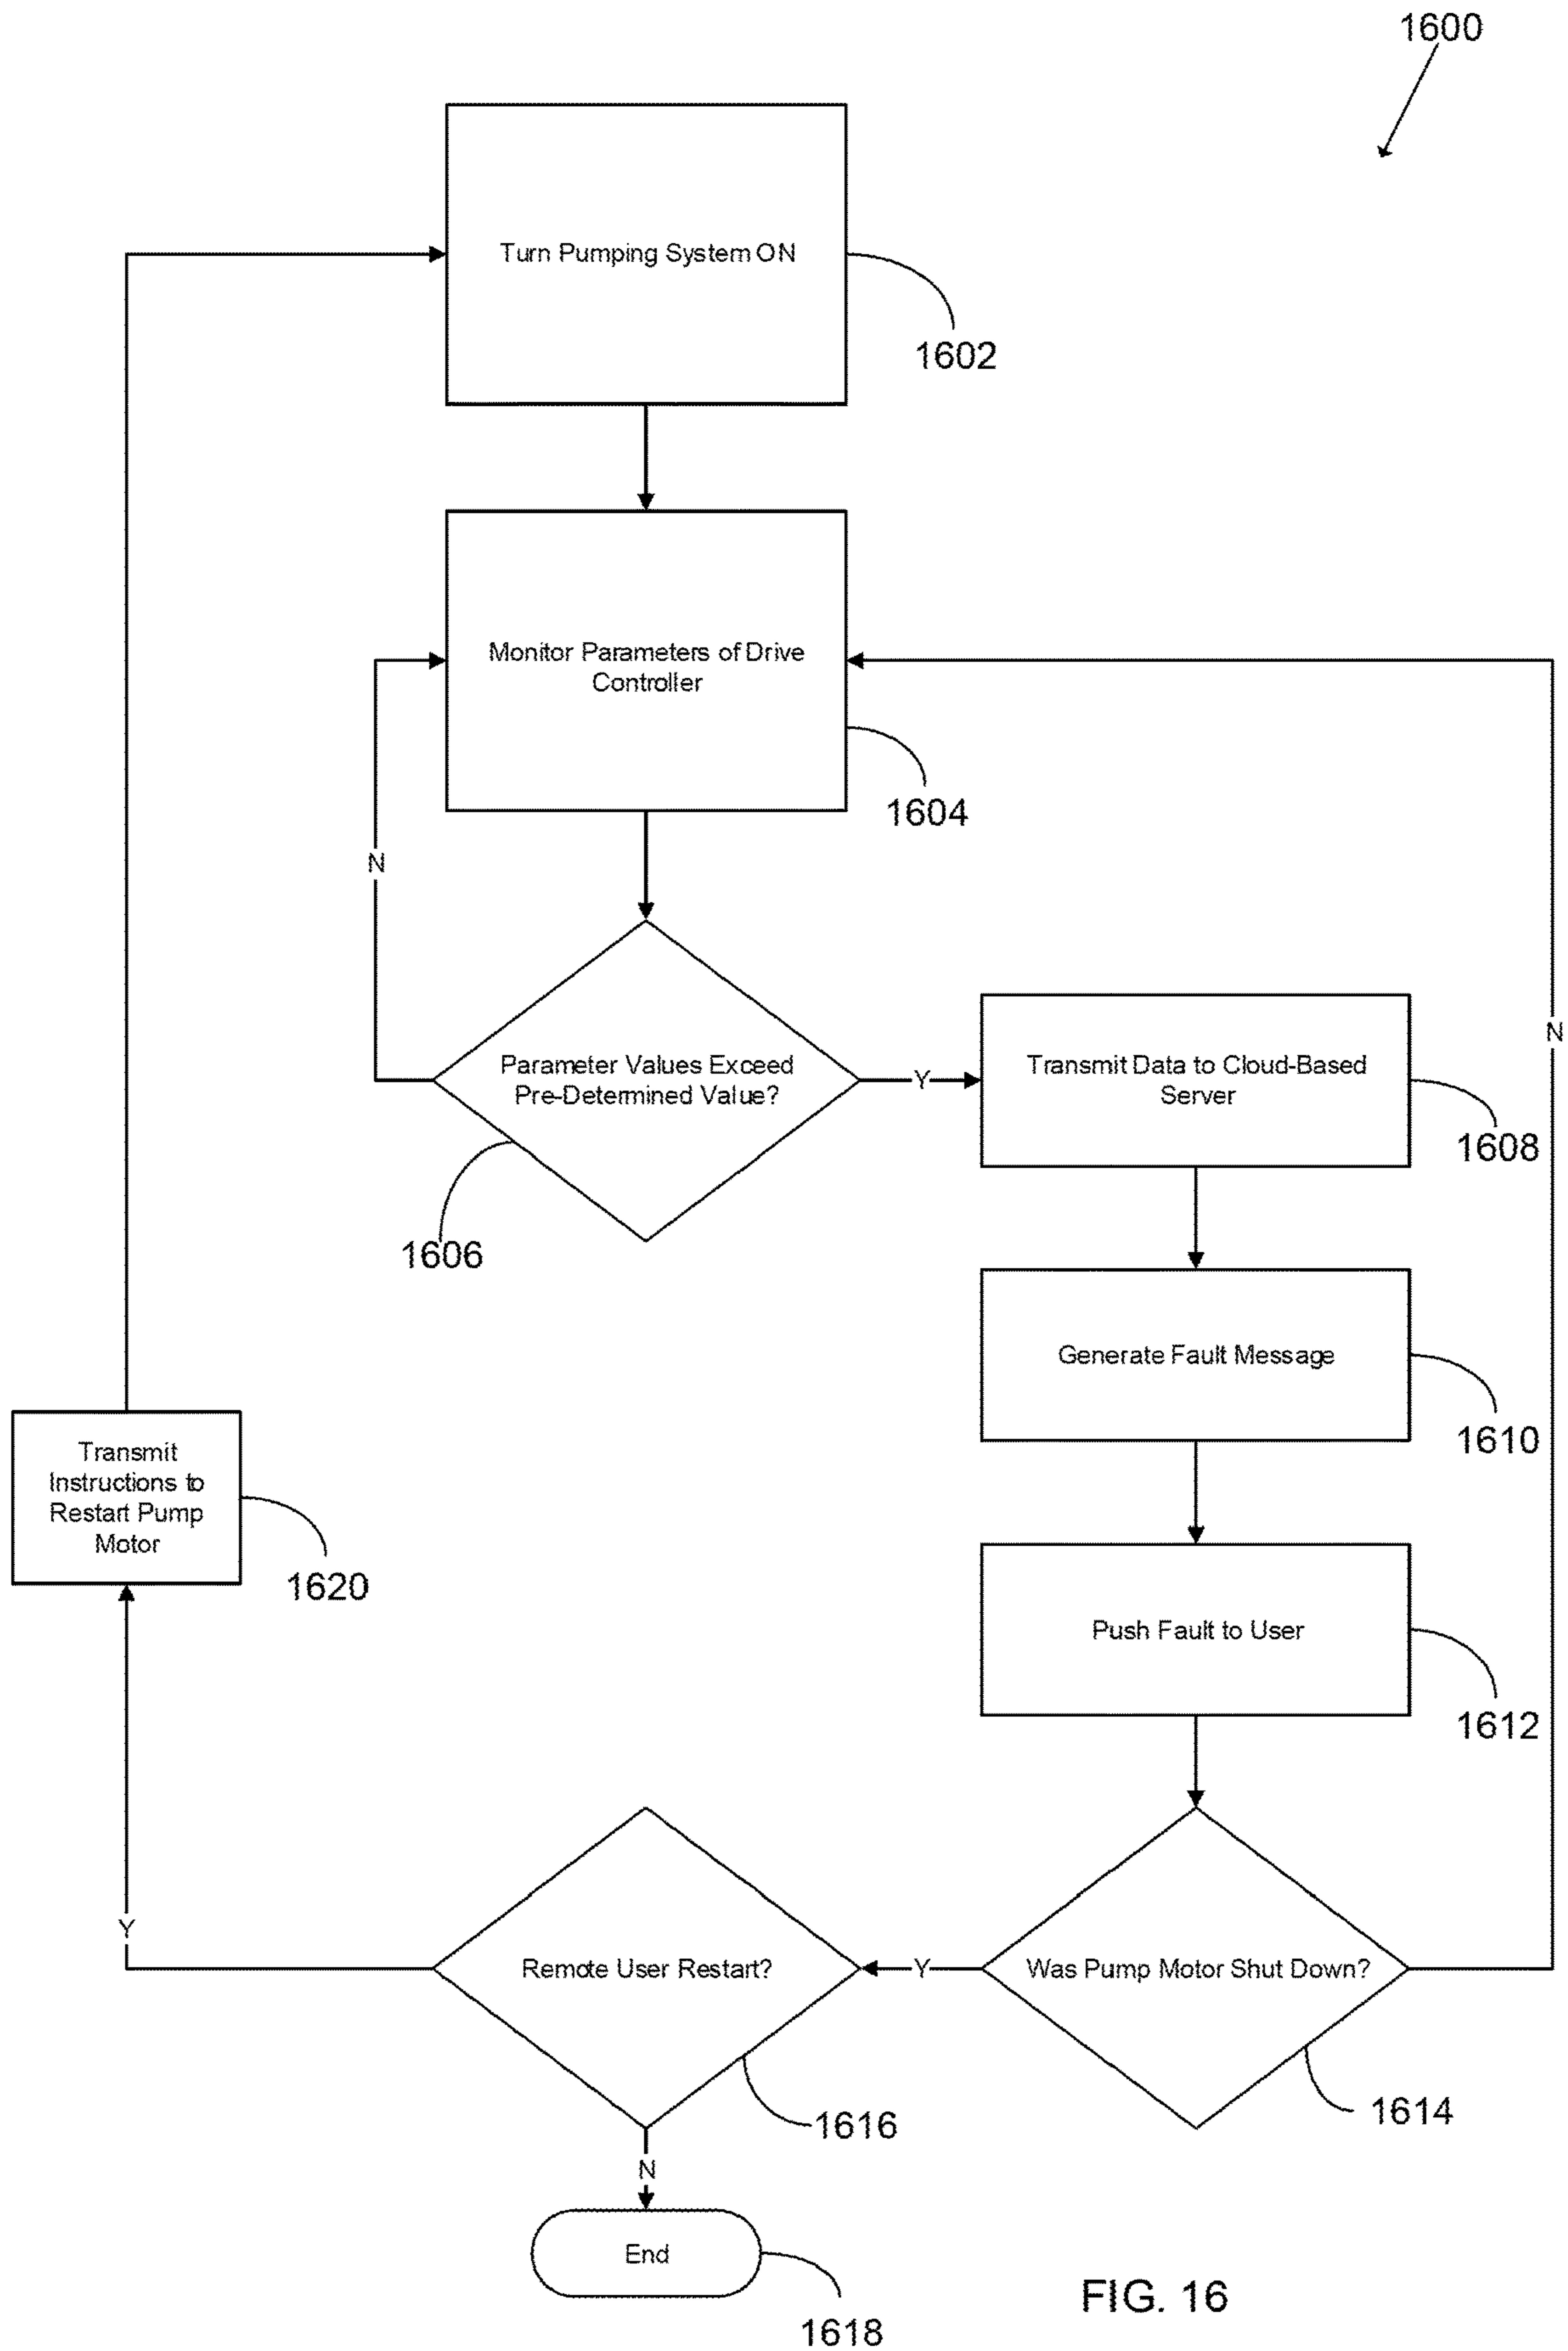 1600
Turn Pumping System ON
1602
Monitor Parameters of Drive
Controller
1604
N
Parameter Values Exceed
Pre-Determined Value?
Y
1606
Transmit Data to Cloud-Based
Server
1608
N
Generate Fault Message
1610
Transmit
Instructions to
Restart Pump
Motor
1620
Push Fault to User
1612
Y
Remote User Restart?
Y
Was Pump Motor Shut Down?
1616
1614
N
End
1618
FIG. 16